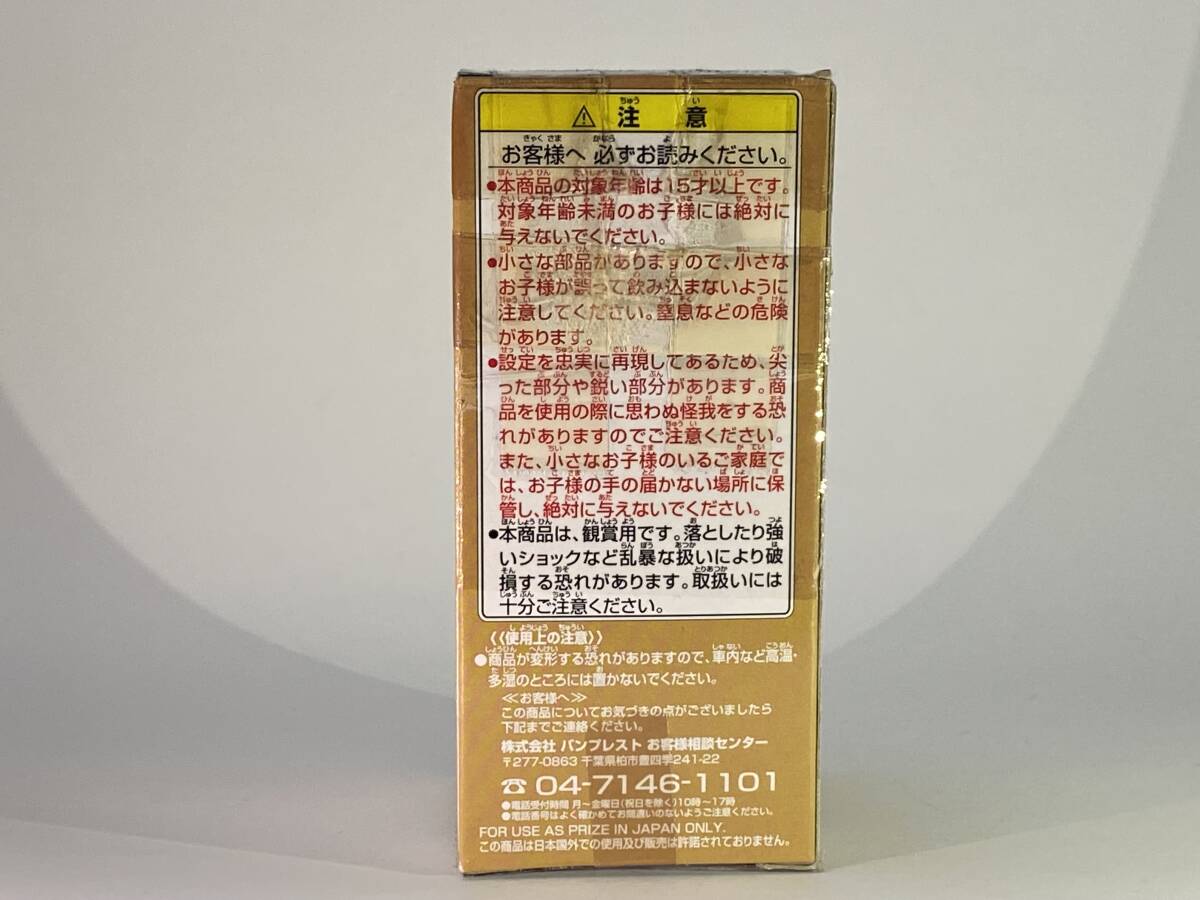 ⚠ 注意
お客様へ 必ずお読みください。
●本商品の対象年齢は15才以上です。
対象年齢未満のお子様には絶対に
与えないでください。
●小さな部品がありますので、小さな
お子様が誤って飲み込まないように
注意してください。窒息などの危険
があります。
●設定を忠実に再現してあるため、尖
った部分や鋭い部分があります。商
品を使用の際に思わぬ怪我をする恐
れがありますのでご注意ください。
また、小さなお子様のいるご家庭で
は、お子様の手の届かない場所に保
管し、絶対に与えないでください。
●本商品は、観賞用です。落としたり強
いショックなど乱暴な扱いにより破
損する恐れがあります。取扱いには
十分ご注意ください。
《使用上の注意》
●商品が変形する恐れがありますので、車内など高温・
多湿のところには置かないでください。
≪お客様へ≫
この商品についてお気づきの点がございましたら
下記までご連絡ください。
株式会社 バンプレスト お客様相談センター
〒277-0863 千葉県柏市豊四季241-22
☎ 04-7146-1101
●電話受付時間 月〜金曜日(祝日を除く)10時〜17時
●電話番号はよく確かめてお間違いのないようご注意ください。
FOR USE AS PRIZE IN JAPAN ONLY.
この商品は日本国外での使用及び販売は許諾されておりません。